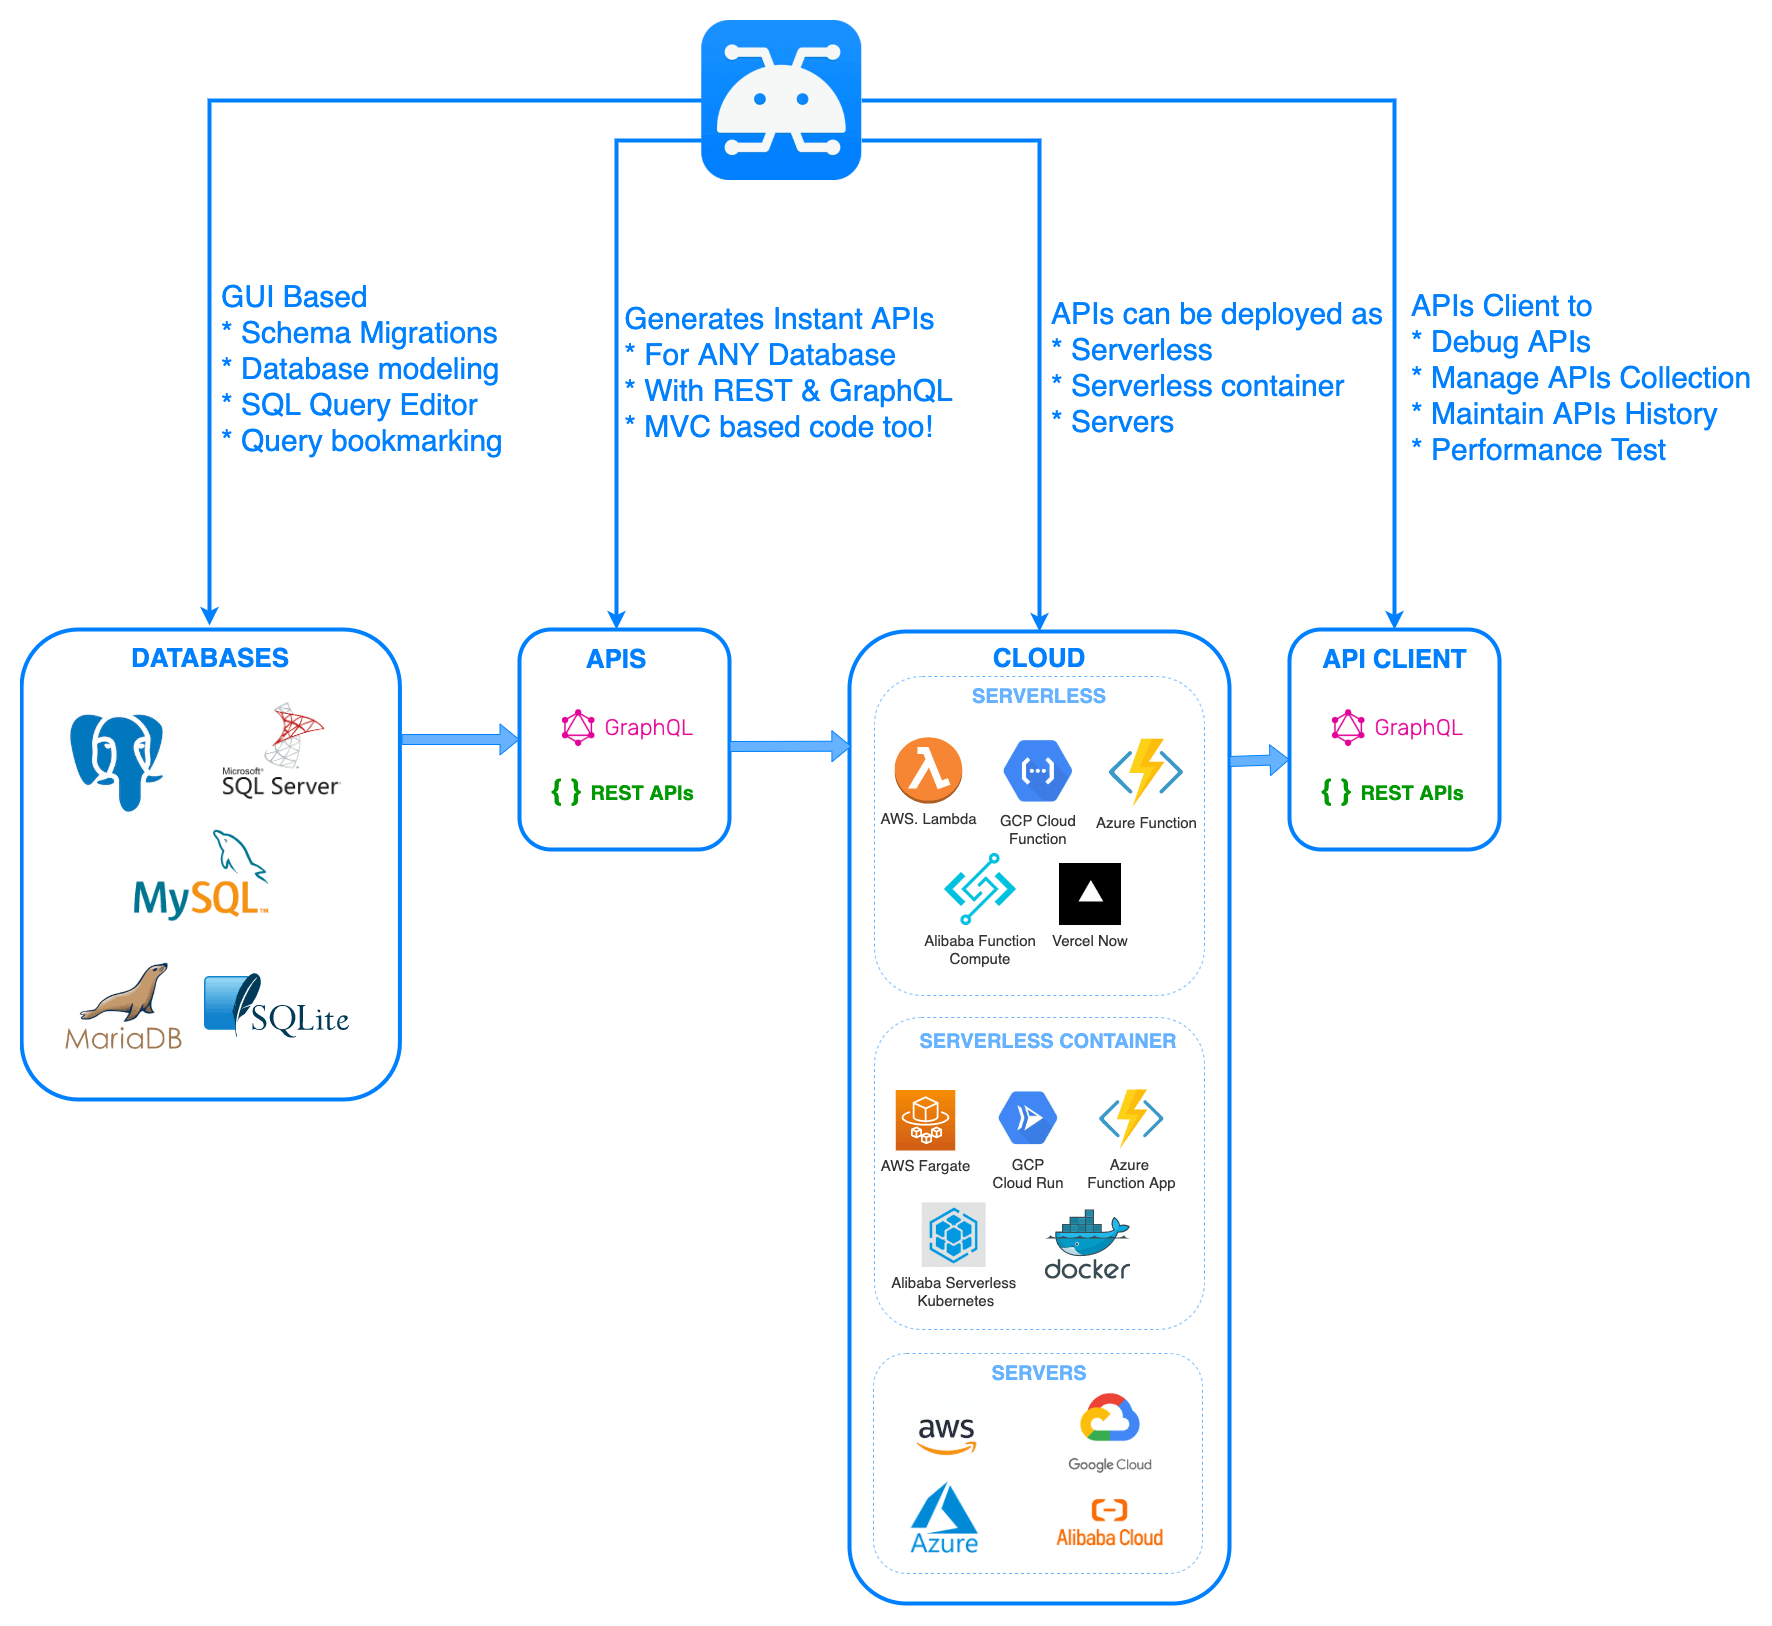 GUI Based
* Schema Migrations
* Database modeling
* SQL Query Editor
* Query bookmarking
Generates Instant APIs
* For ANY Database
* With REST & GraphQL
* MVC based code too!
APIs can be deployed as
* Serverless
* Serverless container
* Servers
APIs Client to
* Debug APIs
* Manage APIs Collection
* Maintain APIs History
* Performance Test
DATABASES
Microsoft®
SQL Server
MySQL™
MariaDB
SQLite
APIS
GraphQL
{ } REST APIs
CLOUD
SERVERLESS
AWS. Lambda
GCP Cloud
Function
Azure Function
Alibaba Function
Compute
Vercel Now
SERVERLESS CONTAINER
AWS Fargate
GCP
Cloud Run
Azure
Function App
Alibaba Serverless
Kubernetes
docker
SERVERS
aws
Google Cloud
Azure
Alibaba Cloud
API CLIENT
GraphQL
{ } REST APIs